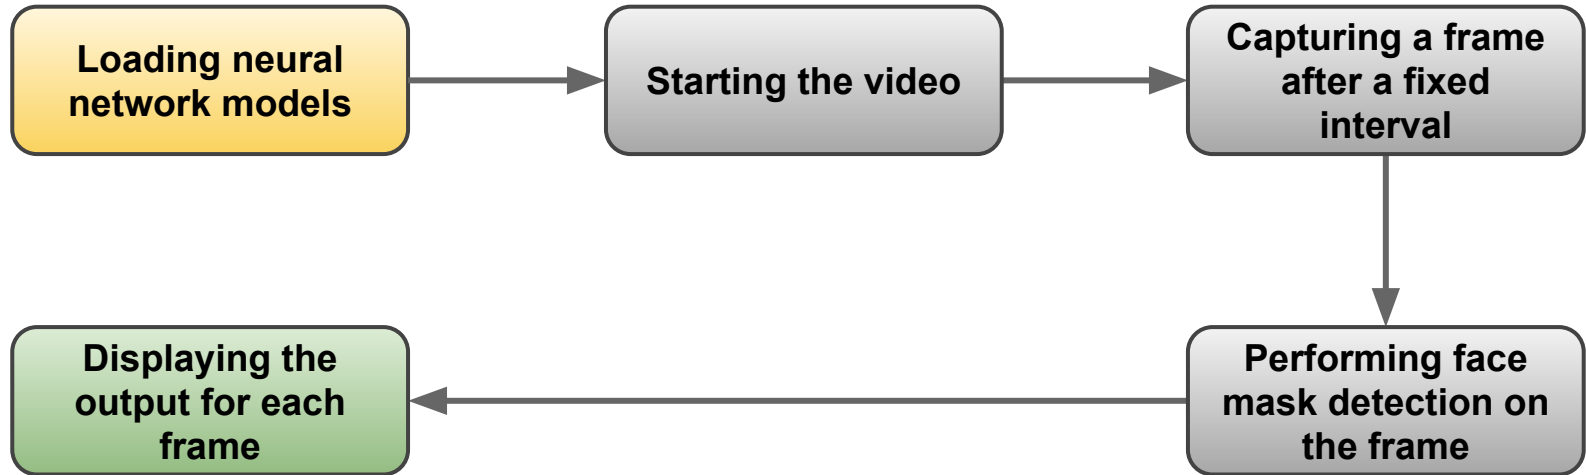 Loading neural
network models
Starting the video
Capturing a frame
after a fixed
interval
Performing face
mask detection on
the frame
Displaying the
output for each
frame